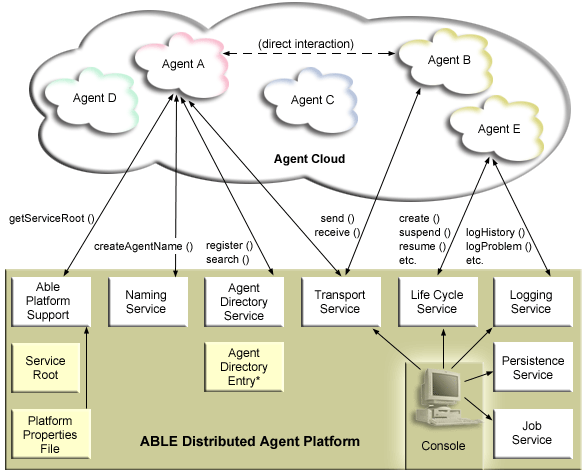 (direct interaction)
Agent A
Agent B
Agent D
Agent C
Agent E
Agent Cloud
getServiceRoot ()
createAgentName ()
register ()
search ()
send ()
receive ()
create ()
suspend ()
resume ()
etc.
logHistory ()
logProblem ()
etc.
Able
Platform
Support
Naming
Service
Agent
Directory
Service
Transport
Service
Life Cycle
Service
Logging
Service
Service
Root
Agent
Directory
Entry*
Persistence
Service
Platform
Properties
File
ABLE Distributed Agent Platform
Console
Job
Service